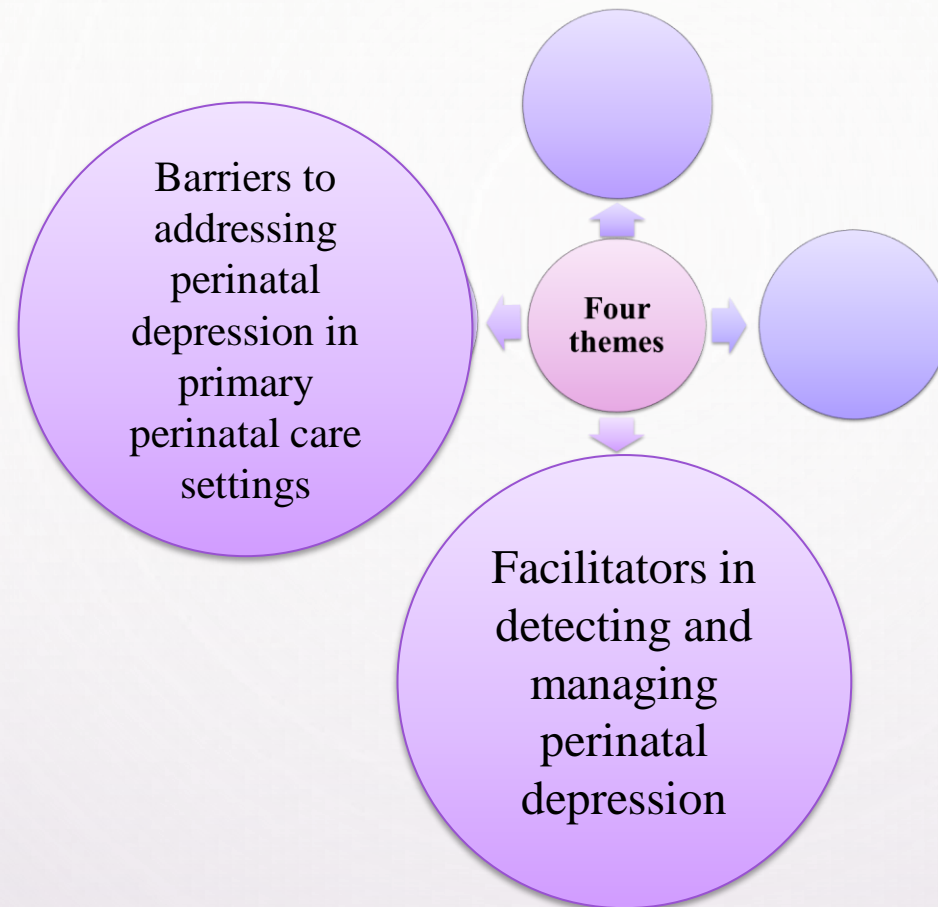 Barriers to
addressing
perinatal
depression in
primary
perinatal care
settings
Four
themes
Facilitators in
detecting and
managing
perinatal
depression